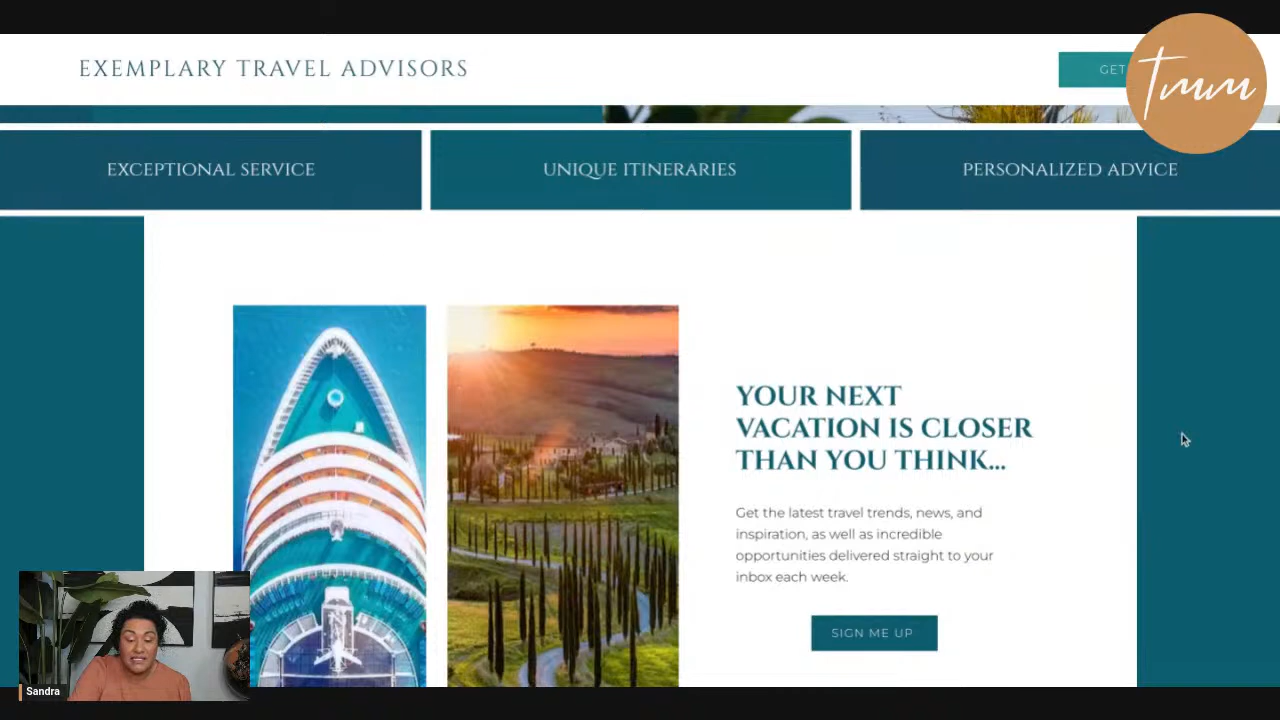 EXEMPLARY TRAVEL ADVISORS
GET
tmm
EXCEPTIONAL SERVICE
UNIQUE ITINERARIES
PERSONALIZED ADVICE
YOUR NEXT
VACATION IS CLOSER
THAN YOU THINK...
Get the latest travel trends, news, and
inspiration, as well as incredible
opportunities delivered straight to your
inbox each week.
SIGN ME UP
Sandra